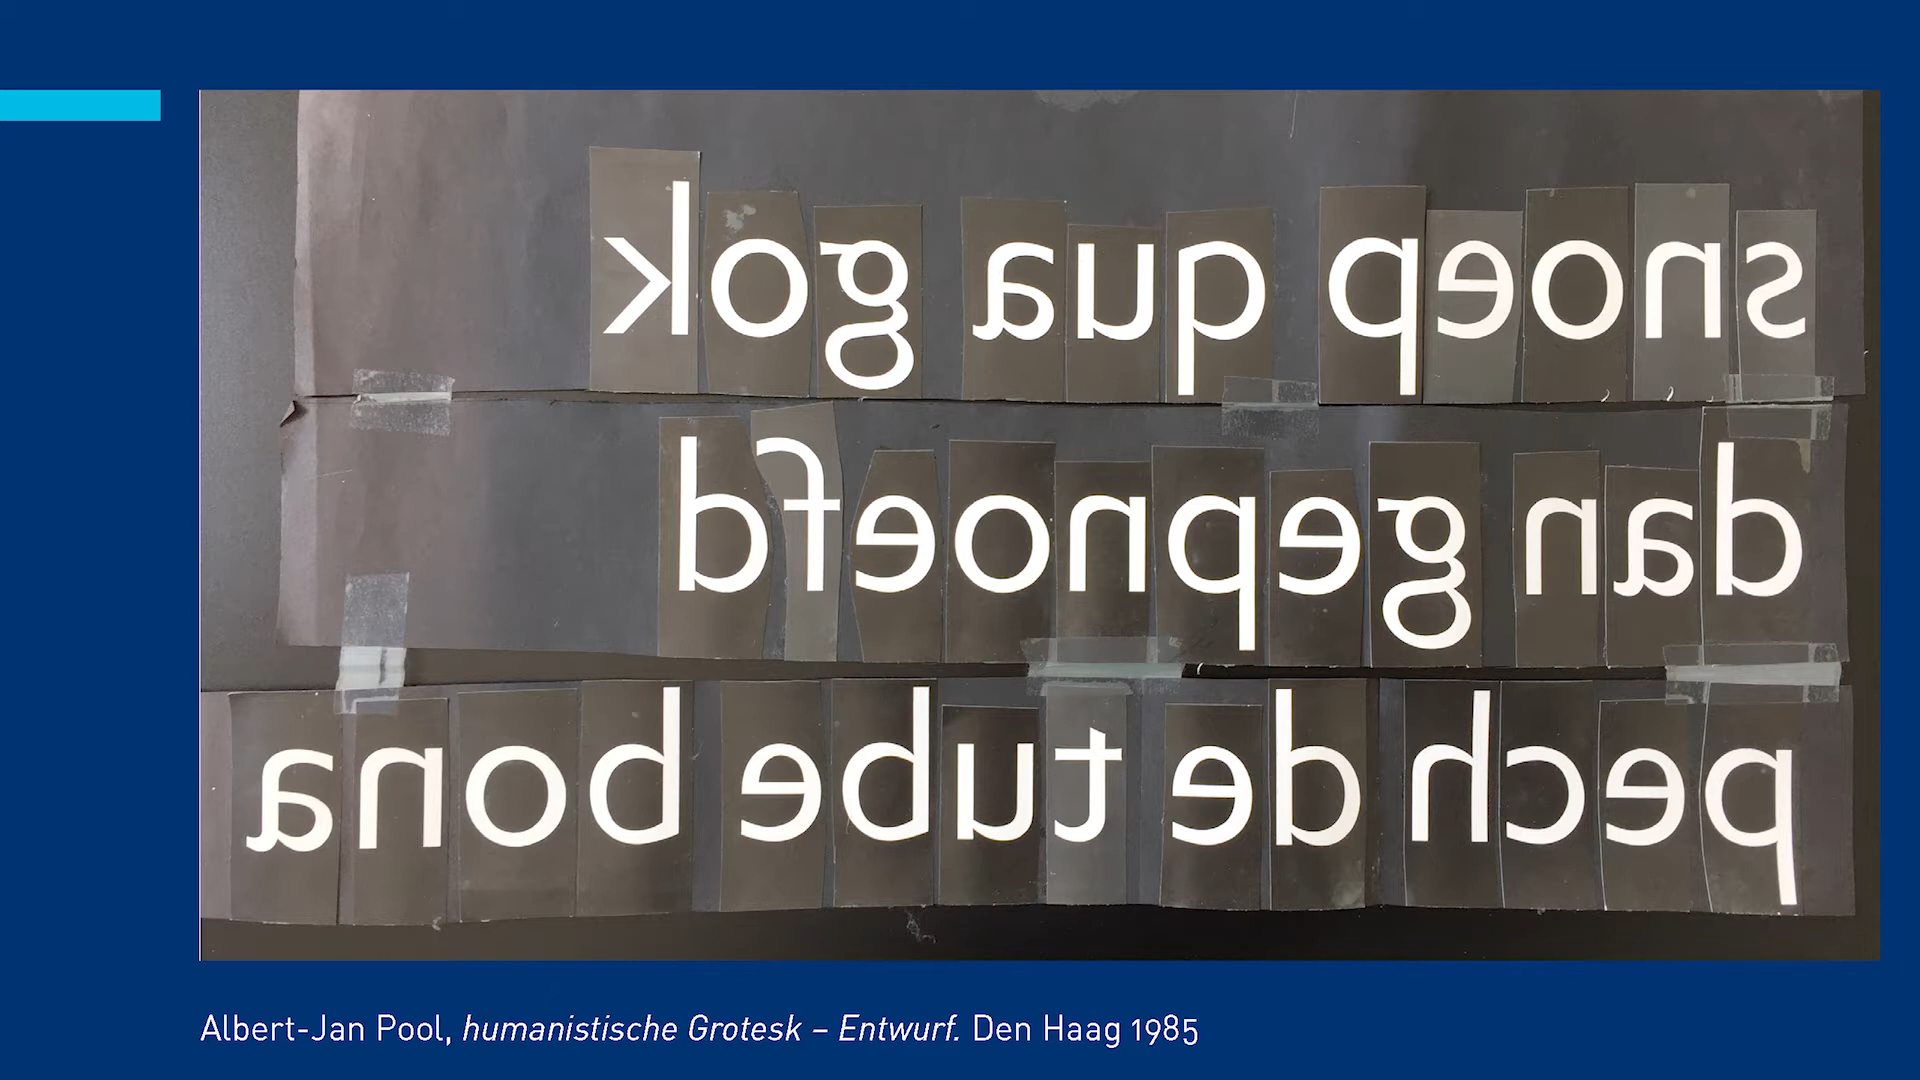 snoep qua gok
dan gepnoefd
pech de tube bona
Albert-Jan Pool, humanistische Grotesk – Entwurf. Den Haag 1985